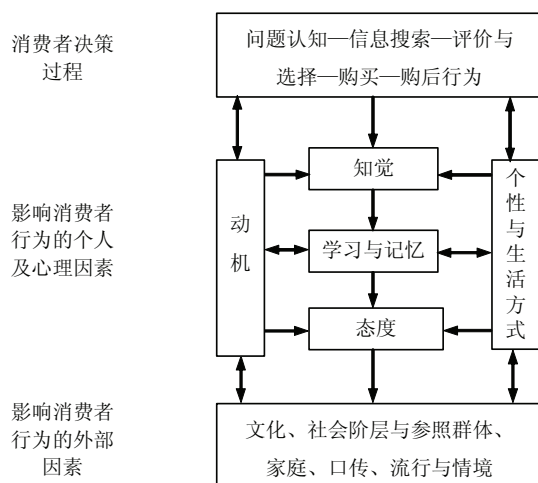 消费者决策
过程
问题认知—信息搜索—评价与
选择—购买—购后行为
影响消费者
行为的个人
及心理因素
动机
知觉
学习与记忆
态度
个性与生活方式
影响消费者
行为的外部
因素
文化、社会阶层与参照群体、
家庭、口传、流行与情境